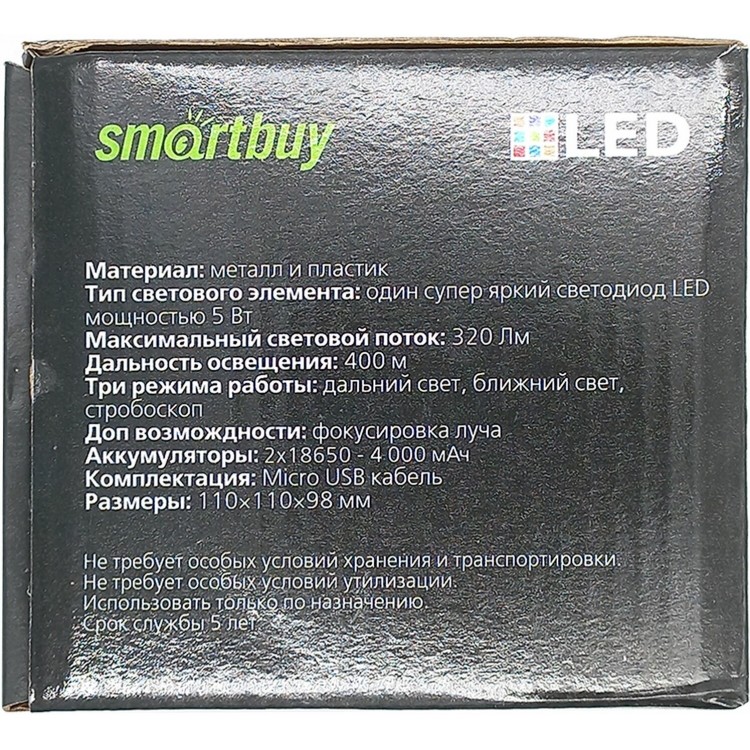 smartbuy
LED
Материал: металл и пластик
Тип светового элемента: один супер яркий светодиод LED
мощностью 5 Вт
Максимальный световой поток: 320 Лм
Дальность освещения: 400 м
Три режима работы: дальний свет, ближний свет,
стробоскоп
Доп возмождности: фокусировка луча
Аккумуляторы: 2x18650 - 4 000 мАч
Комплектация: Micro USB кабель
Размеры: 110×110×98 мм
Не требует особых условий хранения и транспортировки.
Не требует особых условий утилизации.
Использовать только по назначению.
Срок службы 5 лет